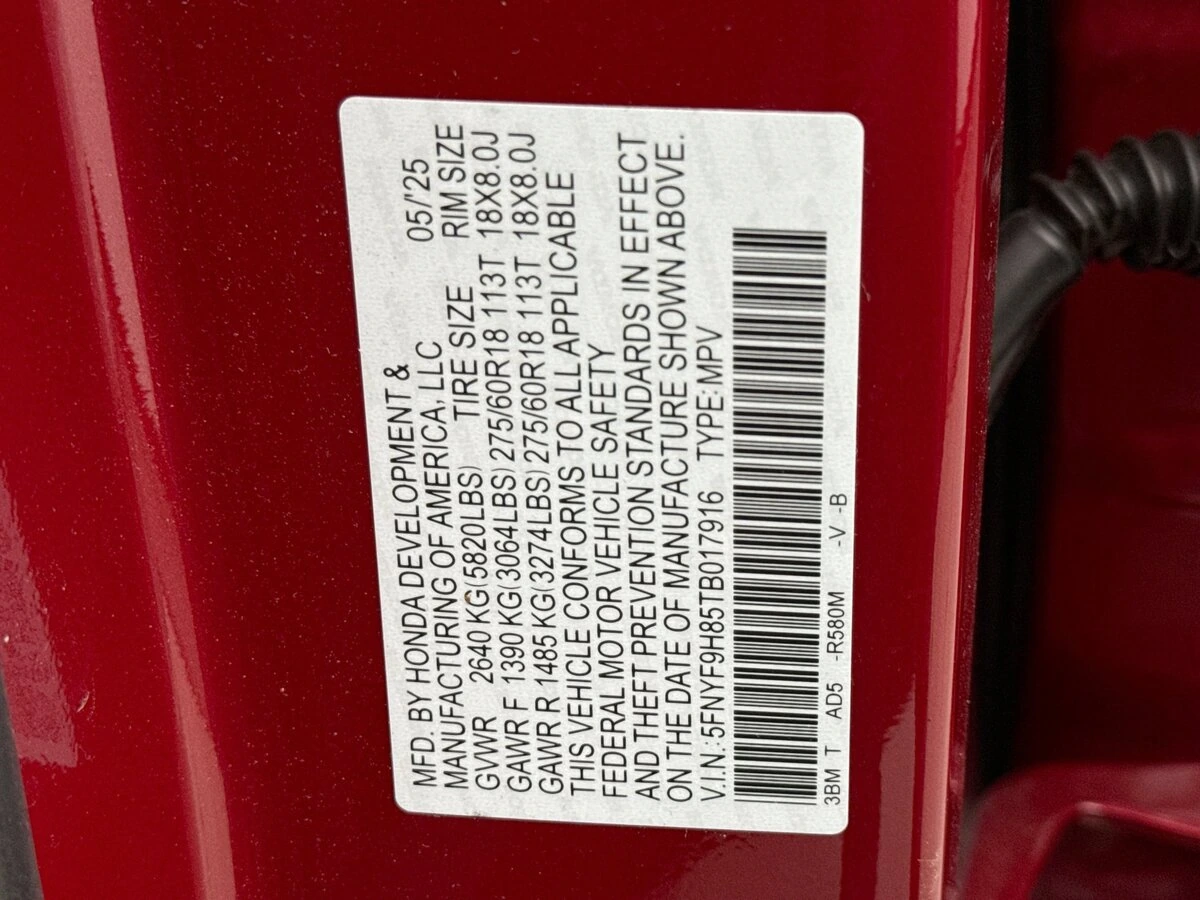 MFD. BY HONDA DEVELOPMENT & 05/'25
MANUFACTURING OF AMERICA, LLC RIM SIZE
GVWR 2640 KG(5820LBS) TIRE SIZE 18X8.0J
GAWR F 1390 KG(3064LBS) 275/60R18 113T 18X8.0J
GAWR R 1485 KG(3274LBS) 275/60R18 113T
THIS VEHICLE CONFORMS TO ALL APPLICABLE
FEDERAL MOTOR VEHICLE SAFETY
AND THEFT PREVENTION STANDARDS IN EFFECT
ON THE DATE OF MANUFACTURE SHOWN ABOVE.
V.I.N.: 5FNYF9H85TB017916 TYPE: MPV
3BM T AD5 -R580M -V -B